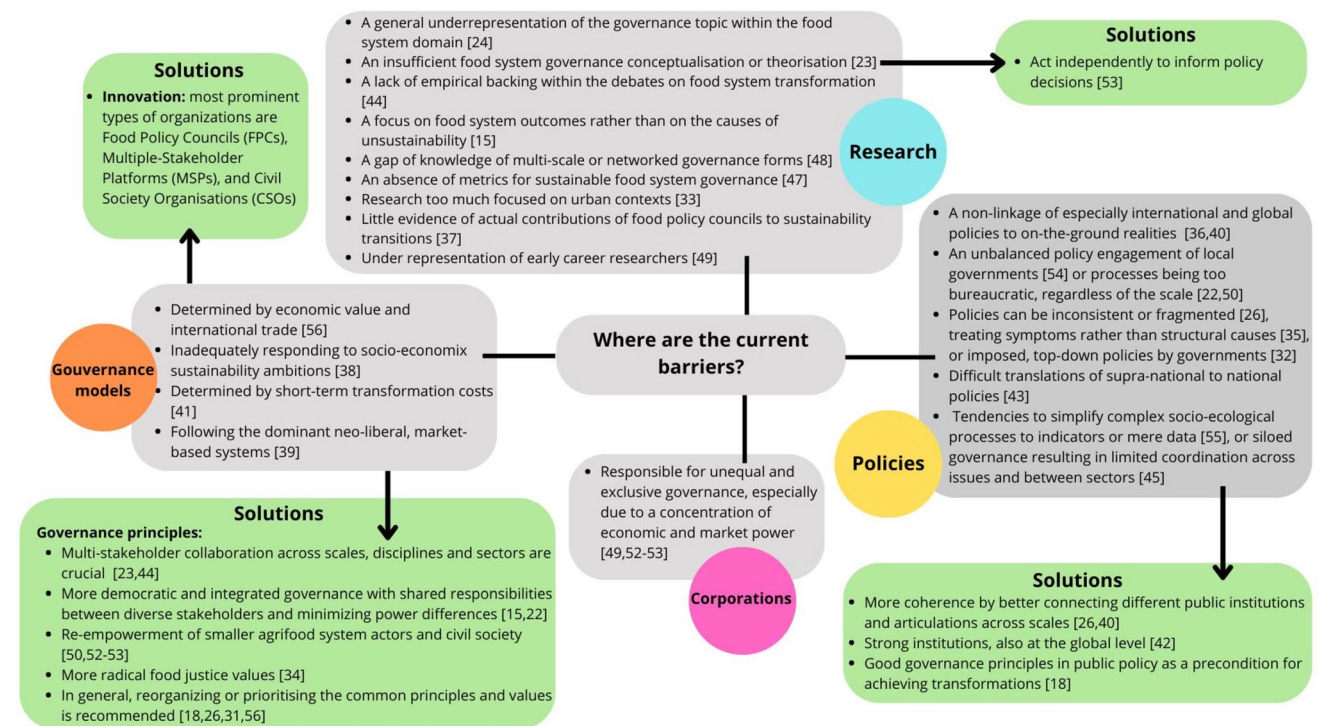 • A general underrepresentation of the governance topic within the food
system domain [24]
• An insufficient food system governance conceptualisation or theorisation [23]
• A lack of empirical backing within the debates on food system transformation
[44]
• A focus on food system outcomes rather than on the causes of
unsustainability [15]
• A gap of knowledge of multi-scale or networked governance forms [48]
• An absence of metrics for sustainable food system governance [47]
• Research too much focused on urban contexts [33]
• Little evidence of actual contributions of food policy councils to sustainability
transitions [37]
• Under representation of early career researchers [49]
Research
Solutions
• Act independently to inform policy
decisions [53]
Solutions
• Innovation: most prominent
types of organizations are
Food Policy Councils (FPCs),
Multiple-Stakeholder
Platforms (MSPs), and Civil
Society Organisations (CSOs)
• Determined by economic value and
international trade [56]
• Inadequately responding to socio-economix
sustainability ambitions [38]
• Determined by short-term transformation costs
[41]
• Following the dominant neo-liberal, market-
based systems [39]
Gouvernance
models
Where are the current
barriers?
• A non-linkage of especially international and global
policies to on-the-ground realities [36,40]
• An unbalanced policy engagement of local
governments [54] or processes being too
bureaucratic, regardless of the scale [22,50]
• Policies can be inconsistent or fragmented [26],
treating symptoms rather than structural causes [35],
or imposed, top-down policies by governments [32]
• Difficult translations of supra-national to national
policies [43]
• Tendencies to simplify complex socio-ecological
processes to indicators or mere data [55], or siloed
governance resulting in limited coordination across
issues and between sectors [45]
Policies
• Responsible for unequal and
exclusive governance, especially
due to a concentration of
economic and market power
[49,52-53]
Corporations
Solutions
Governance principles:
• Multi-stakeholder collaboration across scales, disciplines and sectors are
crucial [23,44]
• More democratic and integrated governance with shared responsibilities
between diverse stakeholders and minimizing power differences [15,22]
• Re-empowerment of smaller agrifood system actors and civil society
[50,52-53]
• More radical food justice values [34]
• In general, reorganizing or prioritising the common principles and values
is recommended [18,26,31,56]
Solutions
• More coherence by better connecting different public institutions
and articulations across scales [26,40]
• Strong institutions, also at the global level [42]
• Good governance principles in public policy as a precondition for
achieving transformations [18]